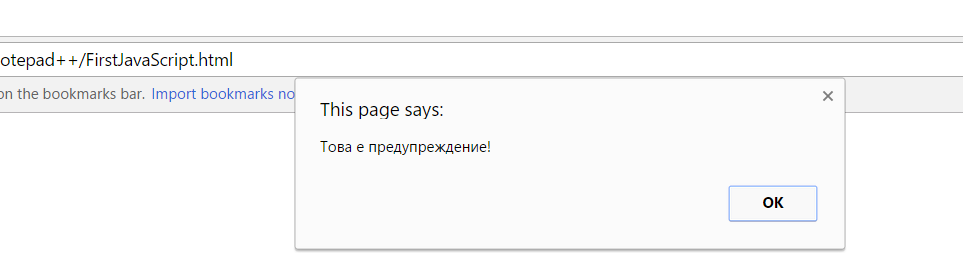 otepad++/FirstJavaScript.html
on the bookmarks bar. Import bookmarks no
This page says:
Това е предупреждение!
OK